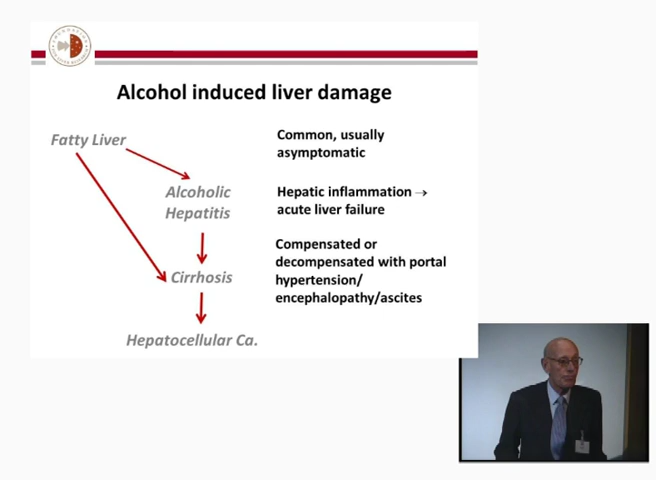 Alcohol induced liver damage
Fatty Liver
Common, usually
asymptomatic
Alcoholic
Hepatitis
Hepatic inflammation →
acute liver failure
Compensated or
decompensated with portal
hypertension/
encephalopathy/ascites
Cirrhosis
Hepatocellular Ca.